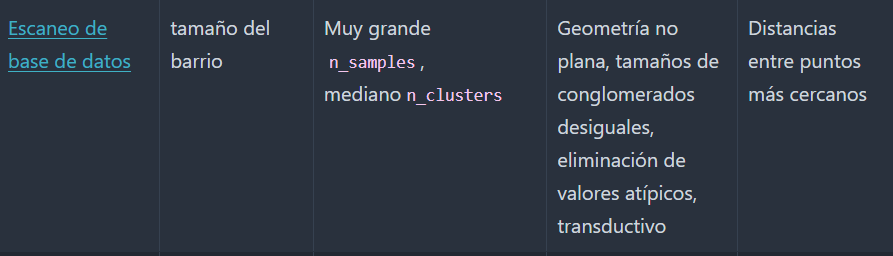 Escaneo de
base de datos
tamaño del
barrio
Muy grande
n_samples ,
mediano n_clusters
Geometría no
plana, tamaños de
conglomerados
desiguales,
eliminación de
valores atípicos,
transductivo
Distancias
entre puntos
más cercanos